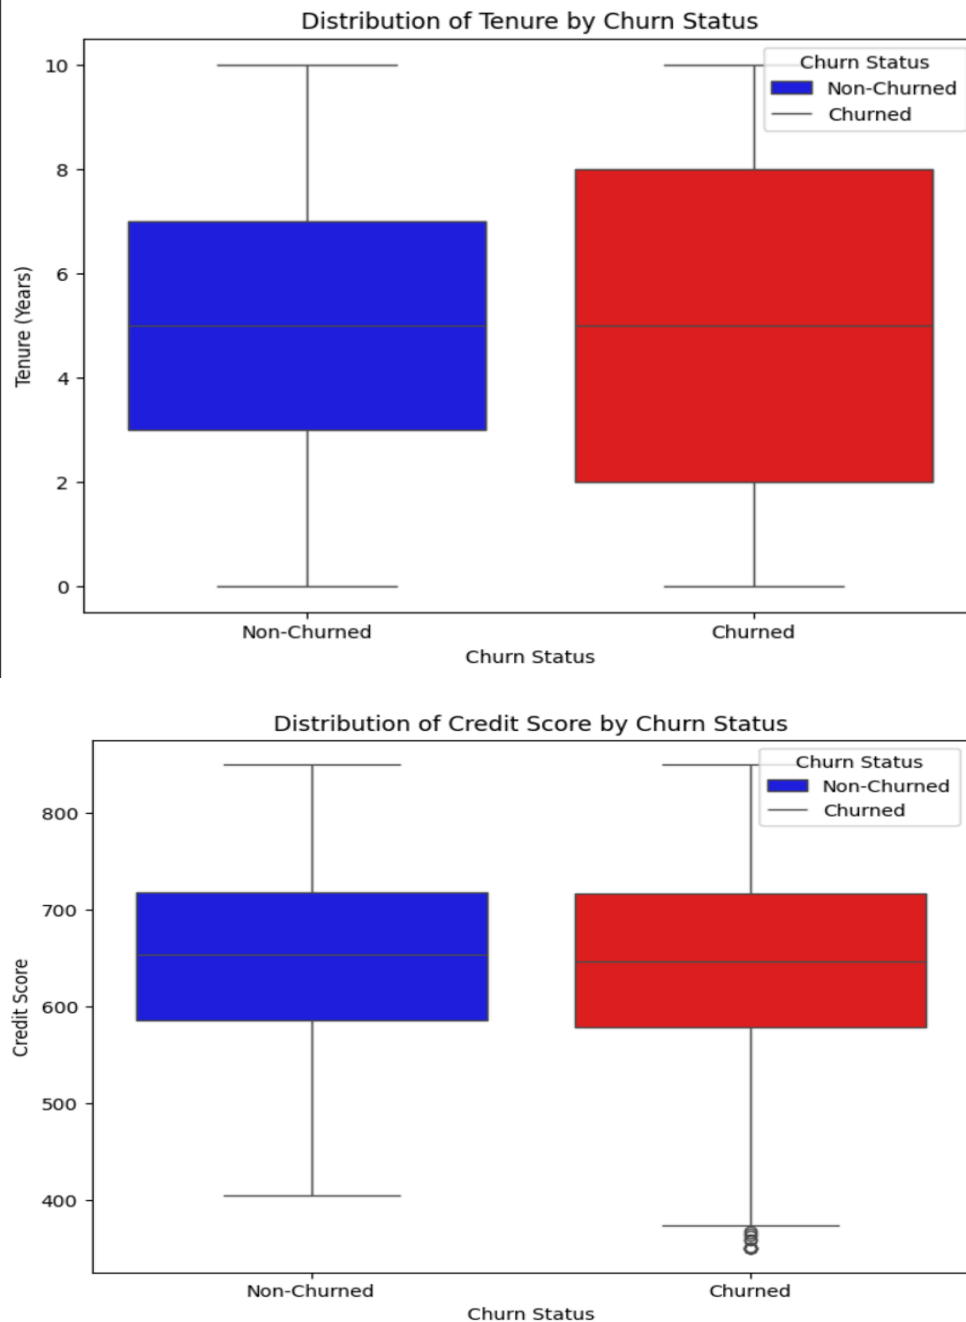 Distribution of Tenure by Churn Status
Churn Status
Non-Churned
Churned
10
8
6
4
2
0
Tenure (Years)
Non-Churned
Churned
Churn Status
Distribution of Credit Score by Churn Status
Churn Status
Non-Churned
Churned
800
700
600
500
400
Credit Score
Non-Churned
Churned
Churn Status